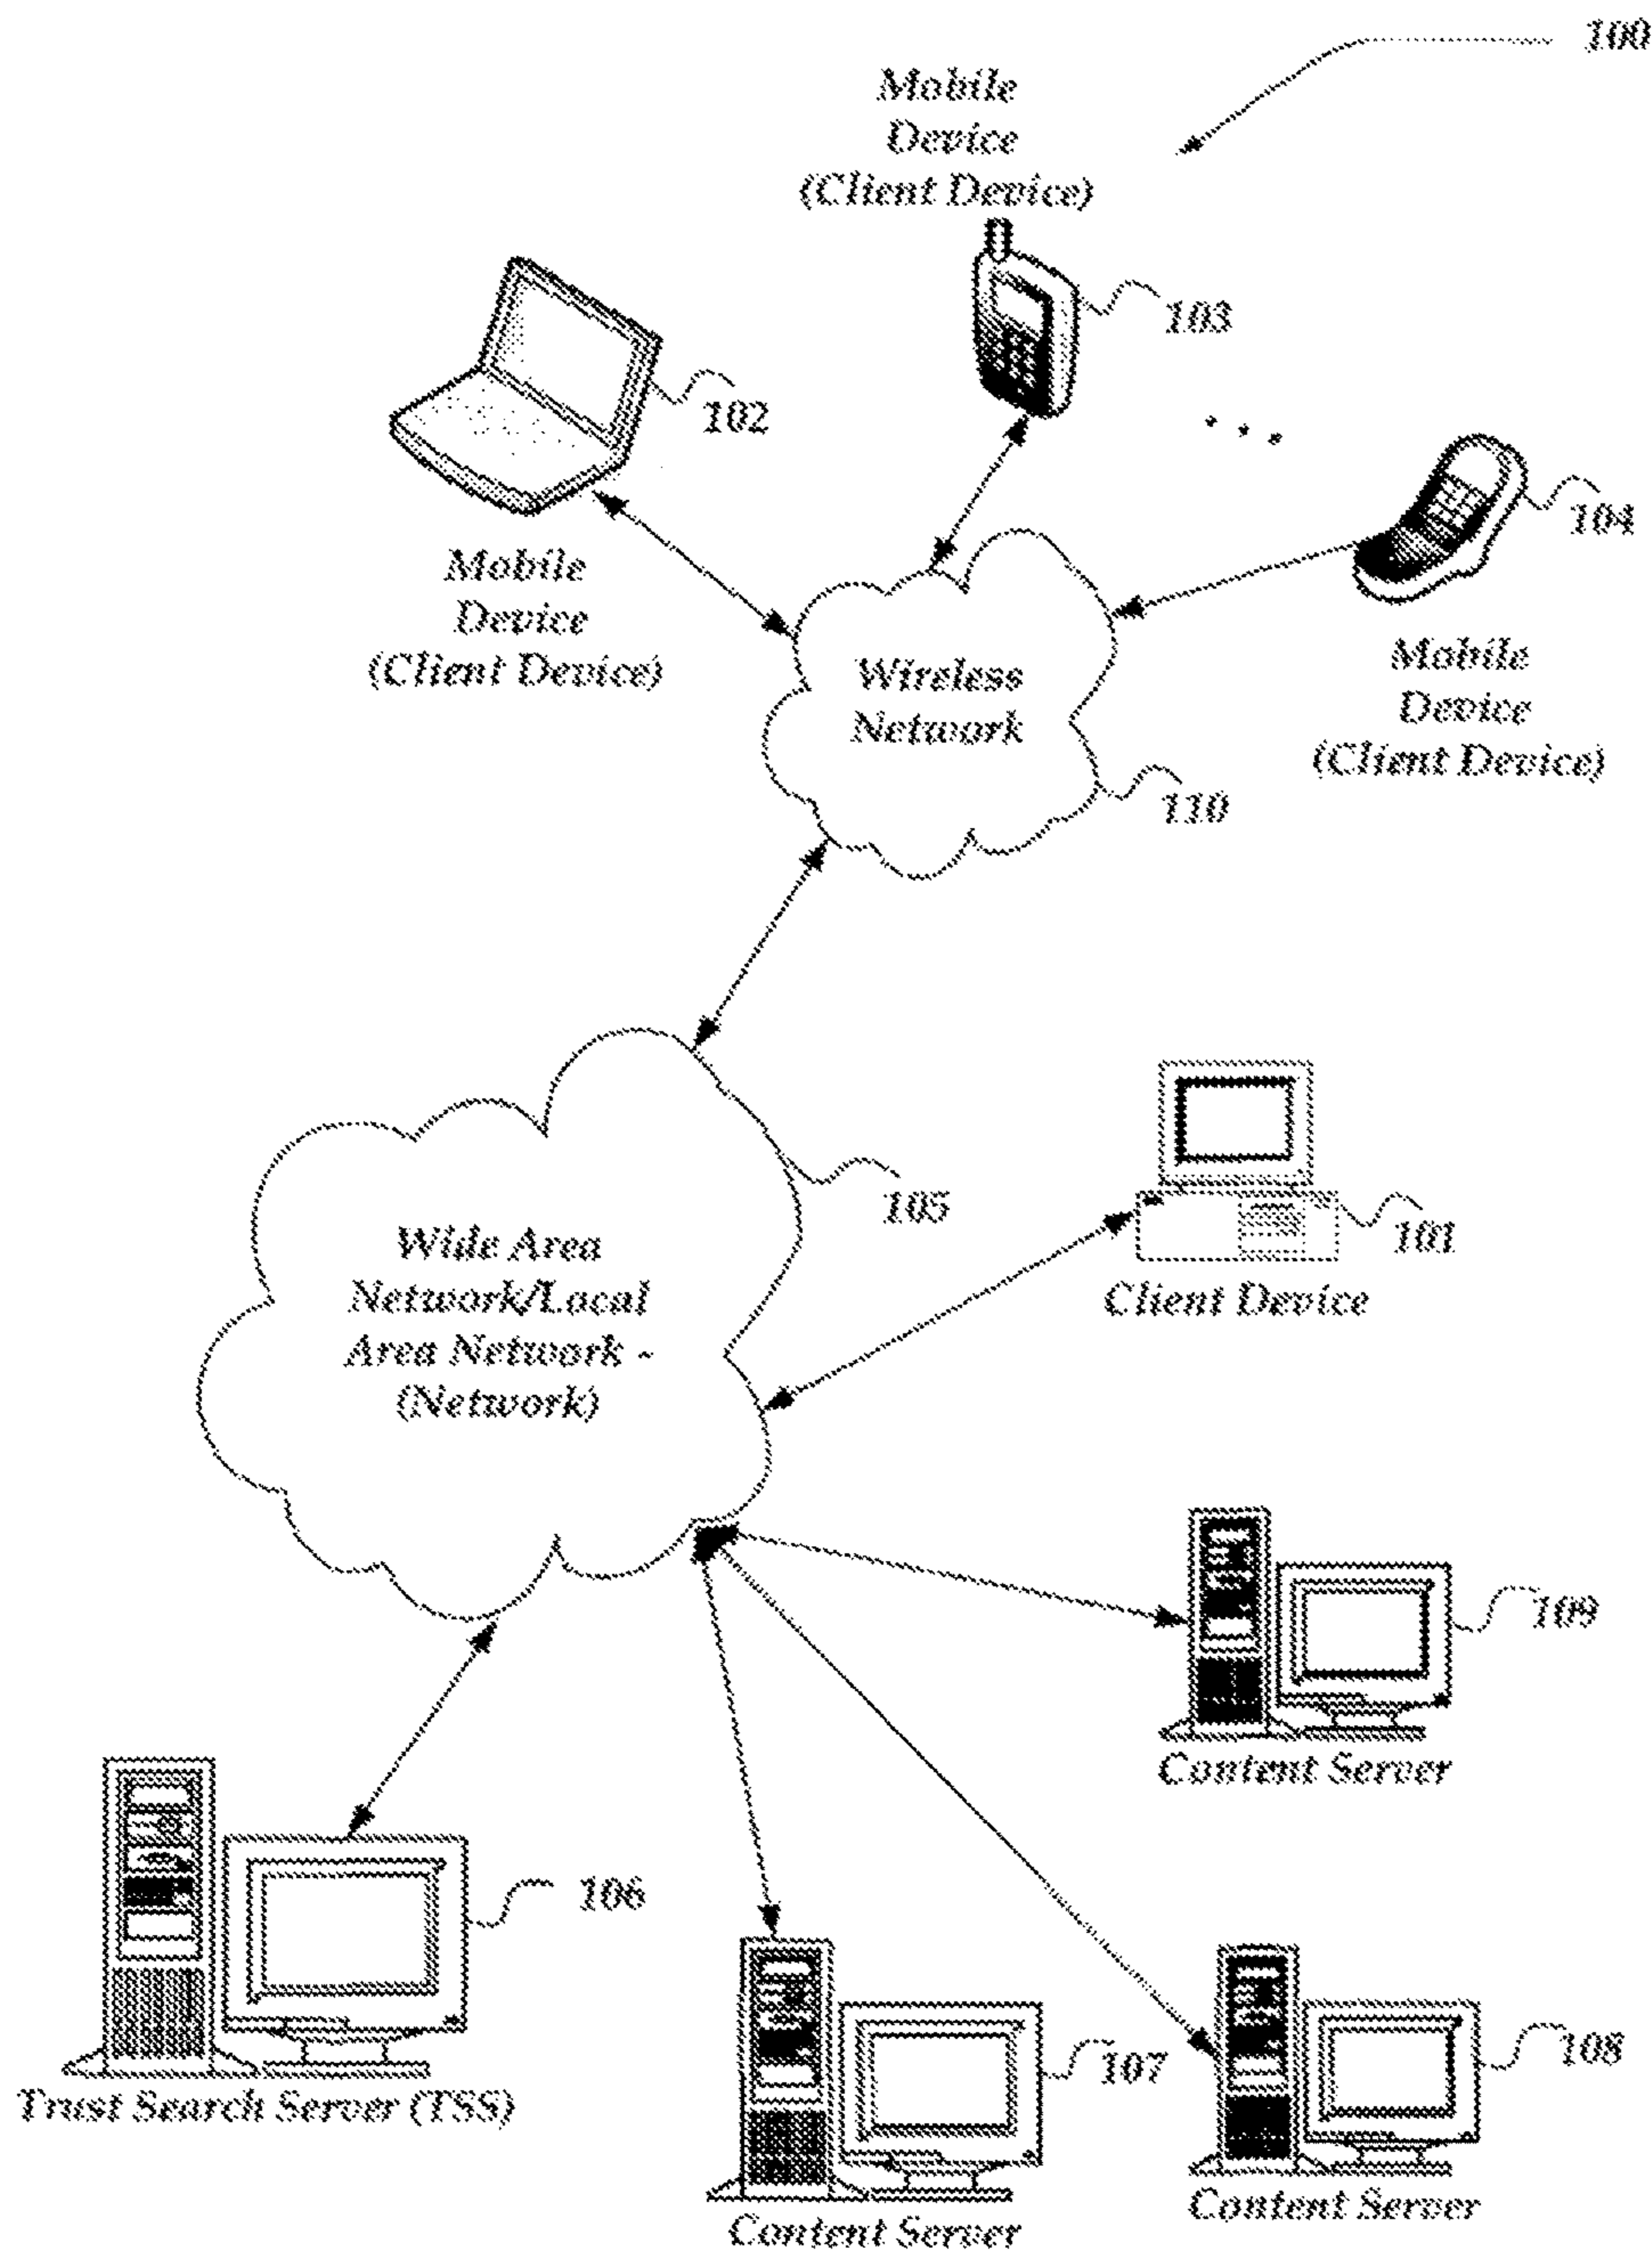 100
Mobile
Device
(Client Device)
103
102
104
Mobile
Device
(Client Device)
Wireless
Network
Mobile
Device
(Client Device)
110
105
101
Wide Area
Network/Local
Area Network -
(Network)
Client Device
109
Content Server
106
107
108
Trust Search Server (TSS)
Content Server
Content Server